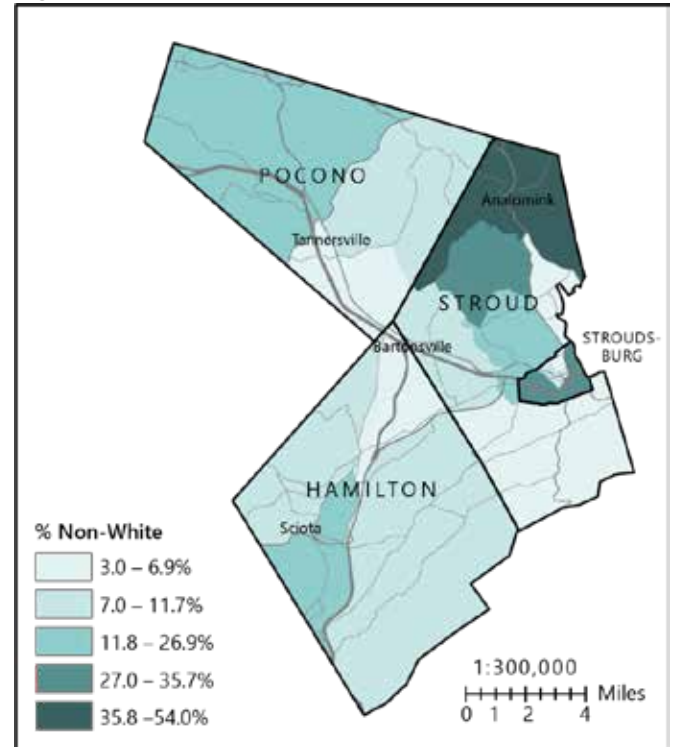 POCONO
Analomink
Tannersville
STROUD
STROUDS-
BURG
Bartonsville
HAMILTON
Sciota
% Non-White
3.0 – 6.9%
7.0 – 11.7%
11.8 – 26.9%
27.0 – 35.7%
35.8 –54.0%
1:300,000
Miles
0 1 2 4